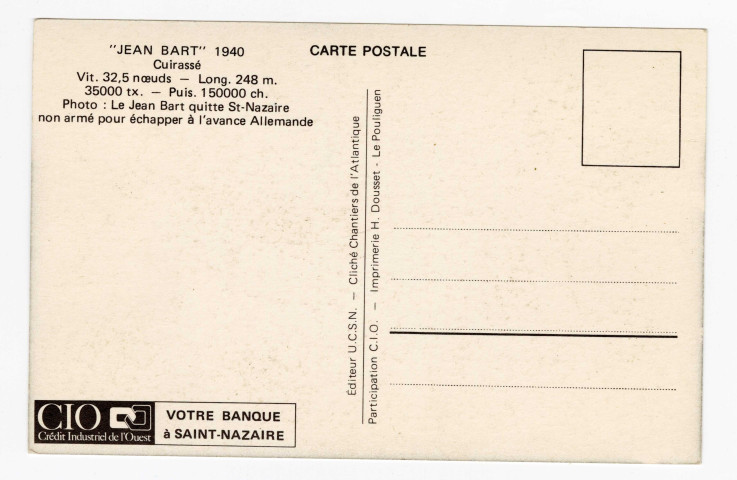 "JEAN BART" 1940
Cuirassé
Vit. 32,5 nœuds — Long. 248 m.
35000 tx. — Puis. 150000 ch.
Photo : Le Jean Bart quitte St-Nazaire
non armé pour échapper à l'avance Allemande
CARTE POSTALE
Éditeur U.C.S.N. — Cliché Chantiers de l'Atlantique
Participation C.I.O. — Imprimerie H. Dousset - Le Pouliguen
CIO
Crédit Industriel de l'Ouest
VOTRE BANQUE
à SAINT-NAZAIRE